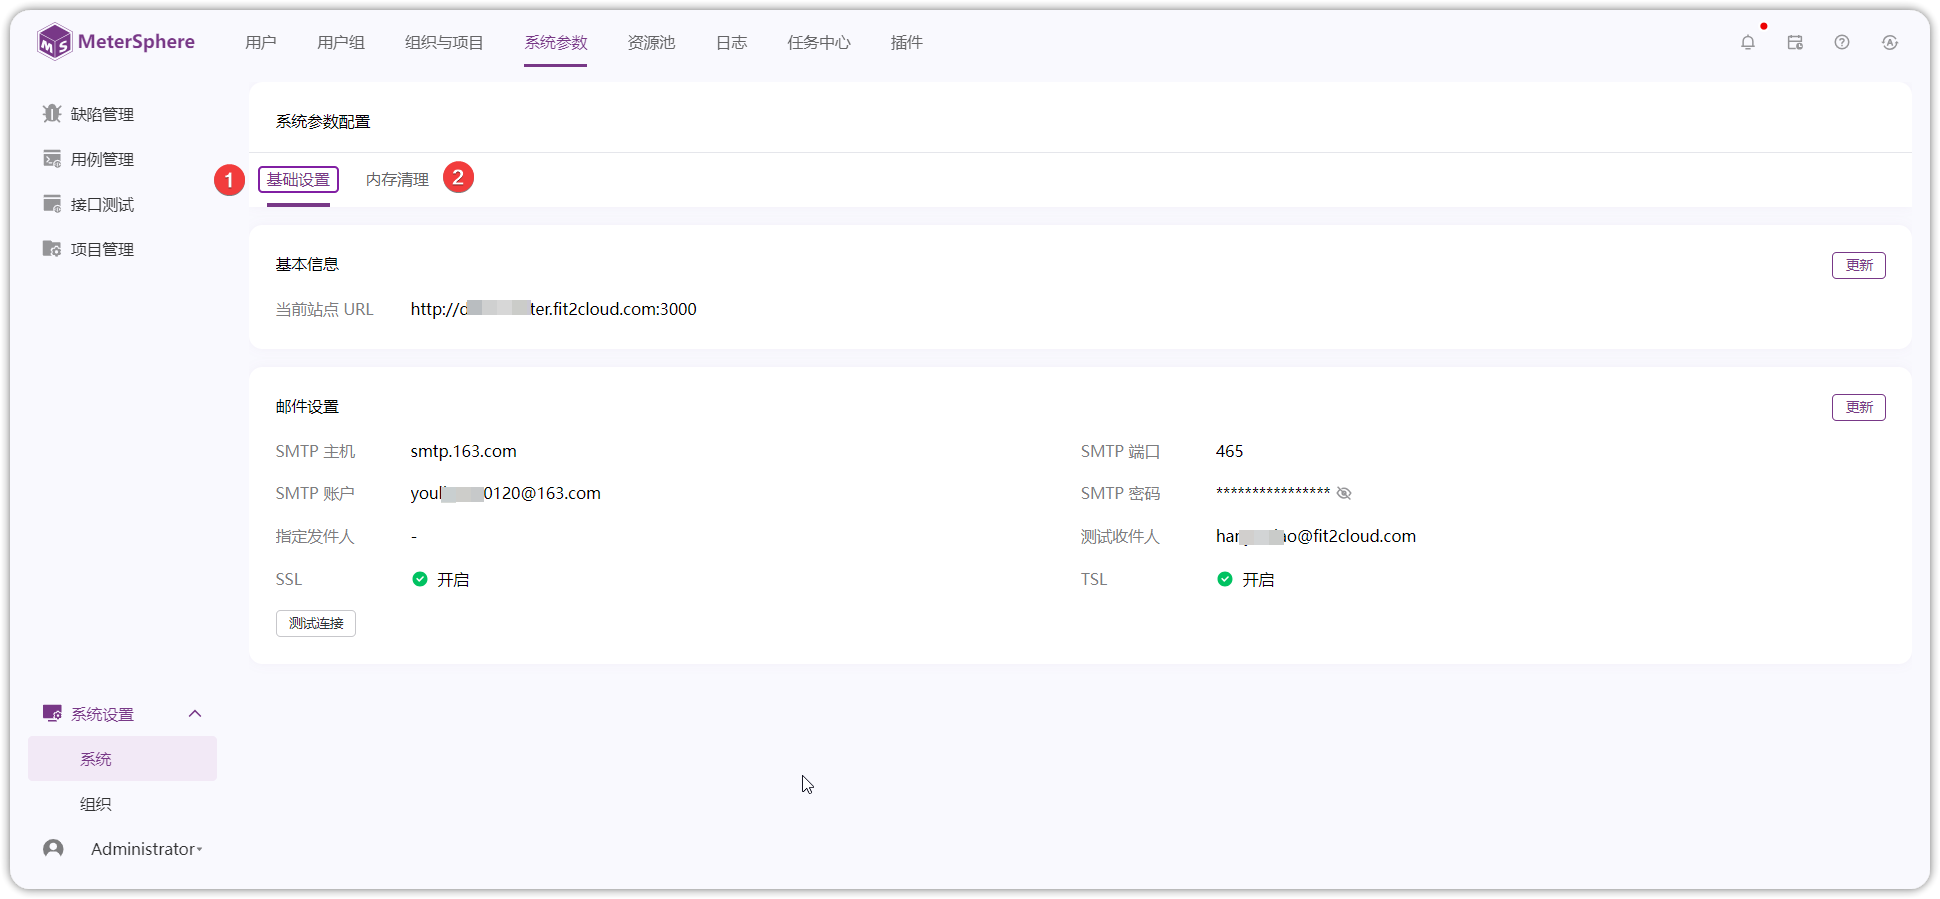 MeterSphere 用户 用户组 组织与项目 系统参数 资源池 日志 任务中心 插件
缺陷管理
用例管理
接口测试
项目管理
系统参数配置
1 基础设置 内存清理 2
基本信息 更新
当前站点 URL http://d ter.fit2cloud.com:3000
邮件设置 更新
SMTP 主机 smtp.163.com SMTP 端口 465
SMTP 账户 youl 0120@163.com SMTP 密码 ****************
指定发件人 - 测试收件人 han ao@fit2cloud.com
SSL 开启 TSL 开启
测试连接
系统设置
系统
组织
Administrator